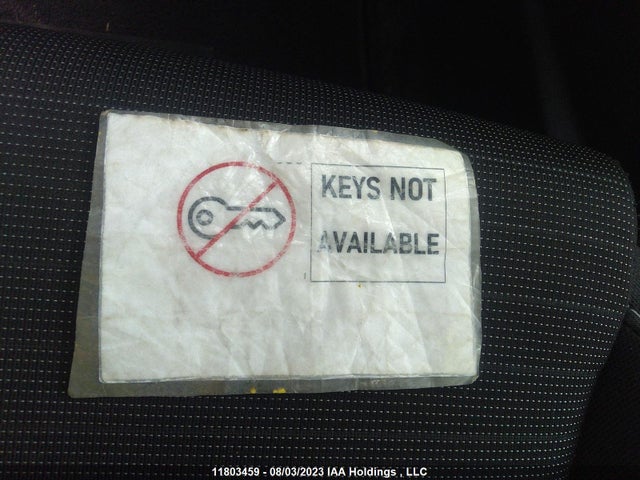 KEYS NOT
AVAILABLE
11803459 - 08/03/2023 IAA Holdings , LLC